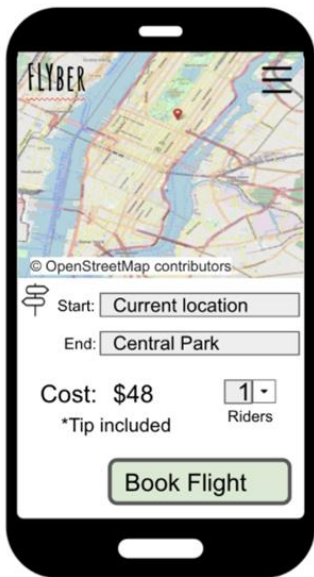 FLYBER
© OpenStreetMap contributors
Start: Current location
End: Central Park
Cost: $48
1
*Tip included
Riders
Book Flight